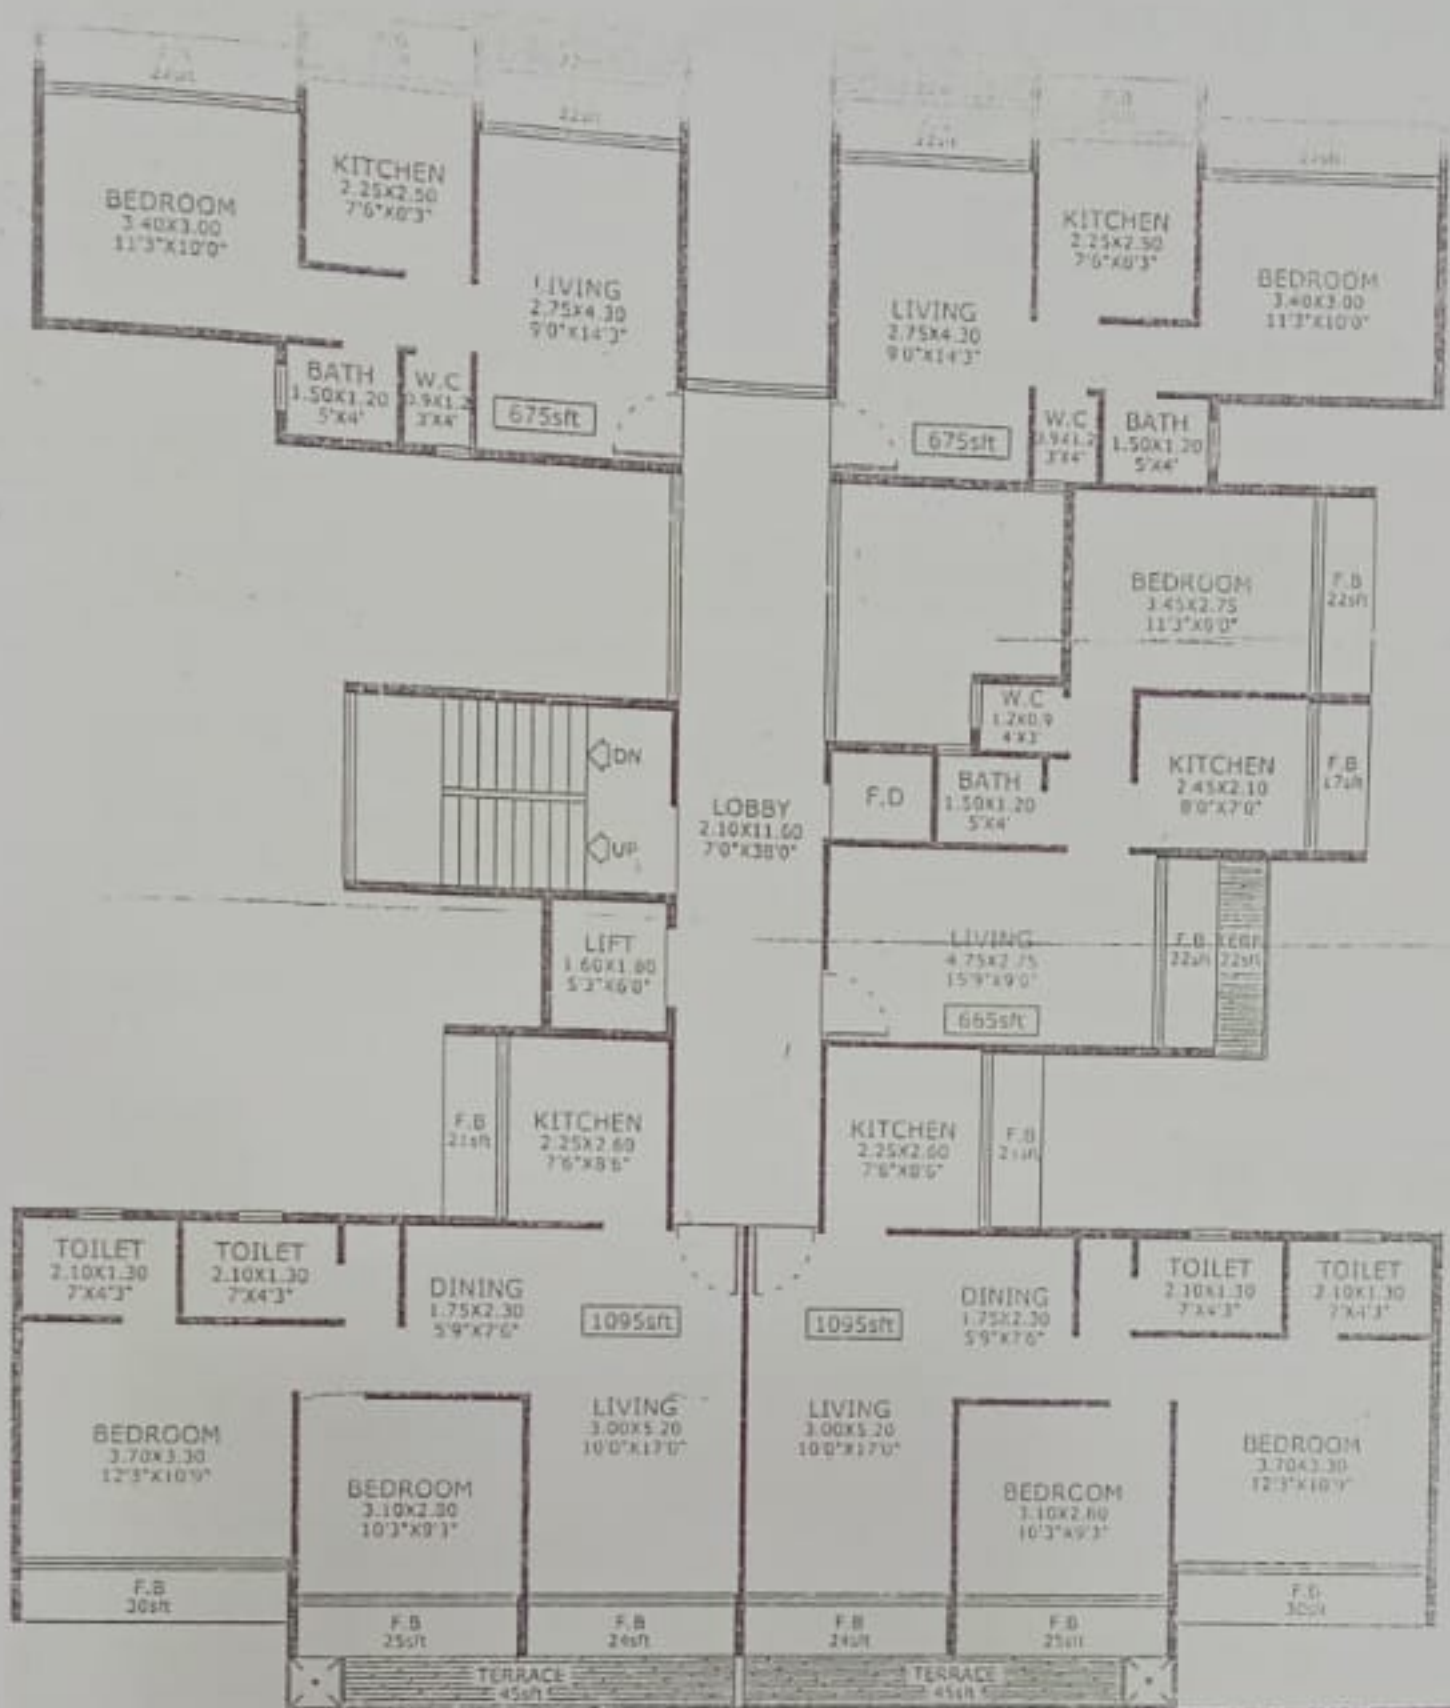 22sft
22sft
22sft
F.B
BEDROOM
3.40X3.00
11'3"X10'0"
KITCHEN
2.25X2.50
7'6"X8'3"
LIVING
2.75X4.30
9'0"X14'3"
BATH
1.50X1.20
5'X4'
W.C
0.9X1.2
3'X4'
675sft
LIVING
2.75X4.30
9'0"X14'3"
KITCHEN
2.25X2.50
7'6"X8'3"
BEDROOM
3.40X3.00
11'3"X10'0"
675sft
W.C
0.9X1.2
3'X4'
BATH
1.50X1.20
5'X4'
BEDROOM
3.45X2.75
11'3"X9'0"
F.B
22sft
W.C
1.2X0.9
4'X3'
KITCHEN
2.45X2.10
8'0"X7'0"
F.B
17sft
DN
UP
LOBBY
2.10X11.60
7'0"X38'0"
F.D
BATH
1.50X1.20
5'X4'
LIFT
1.60X1.80
5'3"X6'0"
LIVING
4.75X2.75
15'9"X9'0"
665sft
F.B
22sft
22sft
F.B
21sft
KITCHEN
2.25X2.60
7'6"X8'6"
KITCHEN
2.25X2.60
7'6"X8'6"
F.B
21sft
TOILET
2.10X1.30
7'X4'3"
TOILET
2.10X1.30
7'X4'3"
DINING
1.75X2.30
5'9"X7'6"
1095sft
1095sft
DINING
1.75X2.30
5'9"X7'6"
TOILET
2.10X1.30
7'X4'3"
TOILET
2.10X1.30
7'X4'3"
BEDROOM
3.70X3.30
12'3"X10'9"
BEDROOM
3.10X2.80
10'3"X9'3"
LIVING
3.00X5.20
10'0"X17'0"
LIVING
3.00X5.20
10'0"X17'0"
BEDROOM
3.10X2.80
10'3"X9'3"
BEDROOM
3.70X3.30
12'3"X10'9"
F.B
30sft
F.B
25sft
F.B
24sft
F.B
24sft
F.B
25sft
F.B
30sft
TERRACE
45sft
TERRACE
45sft